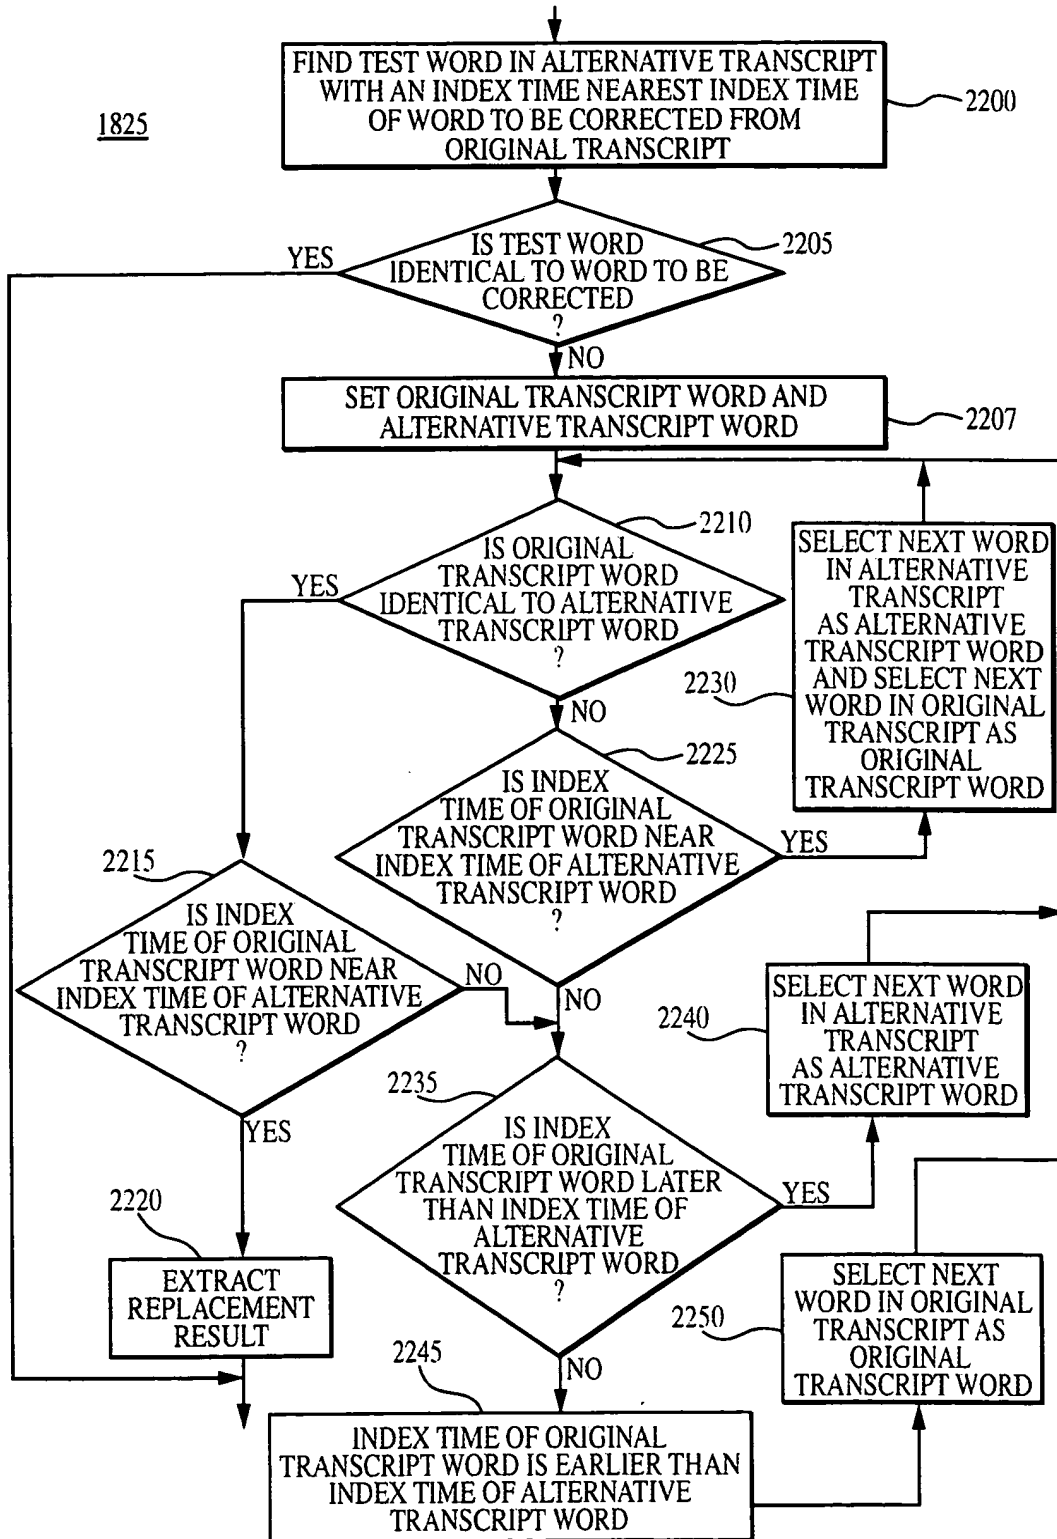 FIND TEST WORD IN ALTERNATIVE TRANSCRIPT
WITH AN INDEX TIME NEAREST INDEX TIME
OF WORD TO BE CORRECTED FROM
ORIGINAL TRANSCRIPT
2200
1825
IS TEST WORD
IDENTICAL TO WORD TO BE
CORRECTED
?
2205
YES
NO
SET ORIGINAL TRANSCRIPT WORD AND
ALTERNATIVE TRANSCRIPT WORD
2207
IS ORIGINAL
TRANSCRIPT WORD
IDENTICAL TO ALTERNATIVE
TRANSCRIPT WORD
?
2210
YES
NO
SELECT NEXT WORD
IN ALTERNATIVE
TRANSCRIPT
AS ALTERNATIVE
TRANSCRIPT WORD
AND SELECT NEXT
WORD IN ORIGINAL
TRANSCRIPT AS
ORIGINAL
TRANSCRIPT WORD
2230
IS INDEX
TIME OF ORIGINAL
TRANSCRIPT WORD NEAR
INDEX TIME OF ALTERNATIVE
TRANSCRIPT WORD
?
2225
YES
NO
2215
IS INDEX
TIME OF ORIGINAL
TRANSCRIPT WORD NEAR
INDEX TIME OF ALTERNATIVE
TRANSCRIPT WORD
?
NO
YES
SELECT NEXT WORD
IN ALTERNATIVE
TRANSCRIPT
AS ALTERNATIVE
TRANSCRIPT WORD
2240
2235
IS INDEX
TIME OF ORIGINAL
TRANSCRIPT WORD LATER
THAN INDEX TIME OF
ALTERNATIVE
TRANSCRIPT WORD
?
YES
NO
2220
EXTRACT
REPLACEMENT
RESULT
SELECT NEXT
WORD IN ORIGINAL
TRANSCRIPT AS
ORIGINAL
TRANSCRIPT WORD
2250
2245
INDEX TIME OF ORIGINAL
TRANSCRIPT WORD IS EARLIER THAN
INDEX TIME OF ALTERNATIVE
TRANSCRIPT WORD